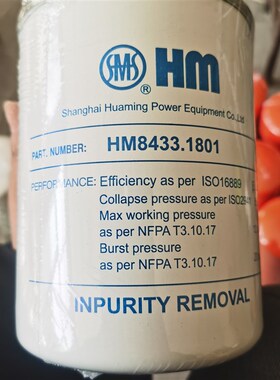 SMS HM
®
Shanghai Huaming Power Equipment Co.,Ltd
PART. NUMBER: HM8433.1801
PERFORMANCE: Efficiency as per ISO16889
Collapse pressure as per
Max working pressure
as per NFPA T3.10.17
Burst pressure
as per NFPA T3.10.17
INPURITY REMOVAL